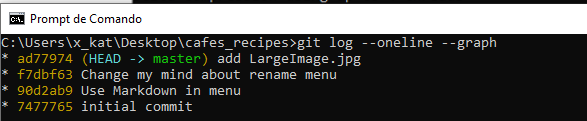 Prompt de Comando
C:\Users\x_kat\Desktop\cafes_recipes>git log --oneline --graph
* ad77974 (HEAD -> master) add LargeImage.jpg
* f7dbf63 Change my mind about rename menu
* 90d2ab9 Use Markdown in menu
* 7477765 initial commit